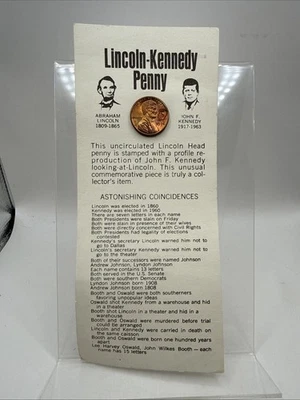 Lincoln-Kennedy
Penny
ABRAHAM
LINCOLN
1809-1865
JOHN F.
KENNEDY
1917-1963
This uncirculated Lincoln Head
penny is stamped with a profile re-
production of John F. Kennedy
looking-at-Lincoln. This unusual
commemorative piece is truly a col-
lector's item.
ASTONISHING COINCIDENCES
Lincoln was elected in 1860
Kennedy was elected in 1960
There are seven letters in each name
Both Presidents were slain on Friday
Both were slain in presence of their wives
Both were directly concerned with Civil Rights
Both Presidents had legality of elections
contested
Kennedy's secretary Lincoln warned him not
to go to Dallas
Lincoln's secretary Kennedy warned him not to
go to the theater
Both of their successors were named Johnson
Andrew Johnson, Lyndon Johnson
Each name contains 13 letters
Both served in the U.S. Senate
Both were southern Democrats
Lyndon Johnson born 1908
Andrew Johnson born 1808
Booth and Oswald were both southerners
favoring unpopular ideas
Oswald shot Kennedy from a warehouse and hid
in a theater
Booth shot Lincoln in a theater and hid in a
warehouse
Booth and Oswald were murdered before trial
could be arranged
Lincoln and Kennedy were carried in death on
the same caisson
Booth and Oswald were born one hundred years
apart
Lee Harvey Oswald, John Wilkes Booth — each
name has 15 letters